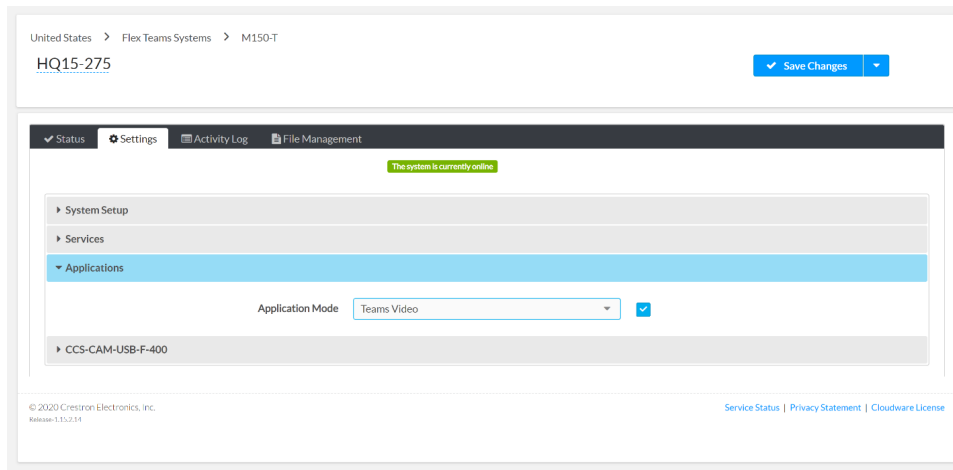 United States > Flex Teams Systems > M150-T
HQ15-275
Save Changes
Status Settings Activity Log File Management
The system is currently online
System Setup
Services
Applications
Application Mode Teams Video
CCS-CAM-USB-F-400
© 2020 Crestron Electronics, Inc.
Service Status | Privacy Statement | Cloudware License
Release-1.15.2.14